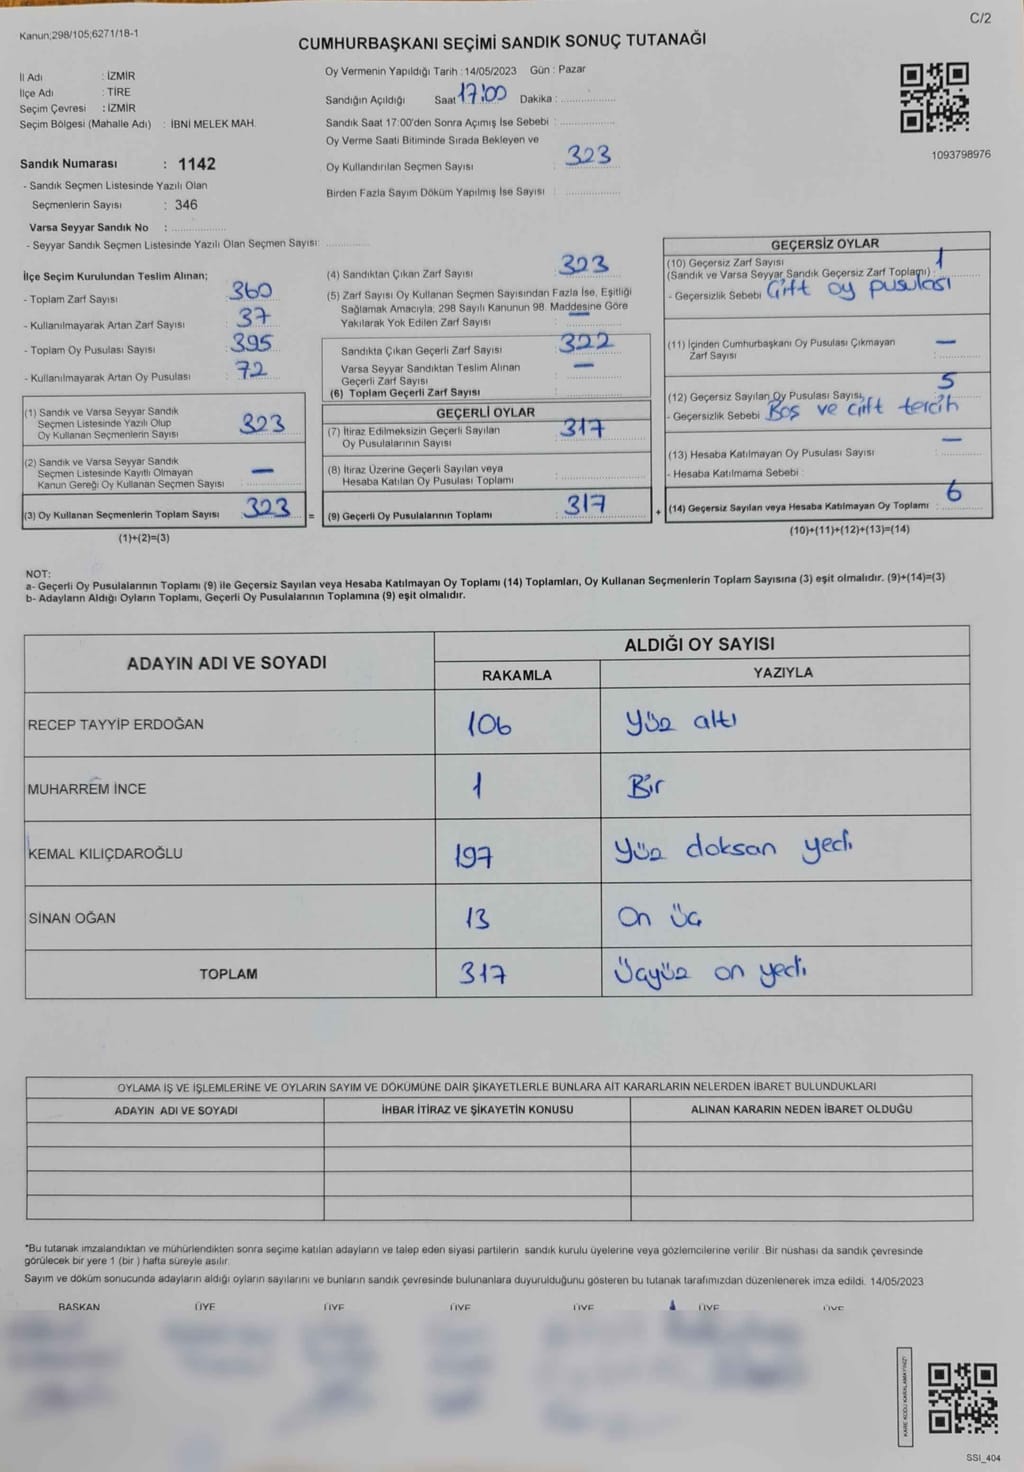 C/2
Kanun;298/105;6271/18-1
CUMHURBAŞKANI SEÇİMİ SANDIK SONUÇ TUTANAĞI
İl Adı : İZMİR
İlçe Adı : TİRE
Seçim Çevresi : İZMİR
Seçim Bölgesi (Mahalle Adı) : İBNİ MELEK MAH.
Sandık Numarası : 1142
- Sandık Seçmen Listesinde Yazılı Olan
Seçmenlerin Sayısı : 346
Varsa Seyyar Sandık No : ..................
- Seyyar Sandık Seçmen Listesinde Yazılı Olan Seçmen Sayısı: ..............
Oy Vermenin Yapıldığı Tarih : 14/05/2023 Gün : Pazar
Sandığın Açıldığı Saat 17:00 Dakika : ..................
Sandık Saat 17:00'den Sonra Açımış İse Sebebi : ..................
Oy Verme Saati Bitiminde Sırada Bekleyen ve
Oy Kullandırılan Seçmen Sayısı : 323
Birden Fazla Sayım Döküm Yapılmış İse Sayısı : ..................
1093798976
İlçe Seçim Kurulundan Teslim Alınan;
- Toplam Zarf Sayısı : 360
- Kullanılmayarak Artan Zarf Sayısı : 37
- Toplam Oy Pusulası Sayısı : 395
- Kullanılmayarak Artan Oy Pusulası : 72
(1) Sandık ve Varsa Seyyar Sandık
Seçmen Listesinde Yazılı Olup
Oy Kullanan Seçmenlerin Sayısı : 323
(2) Sandık ve Varsa Seyyar Sandık
Seçmen Listesinde Kayıtlı Olmayan
Kanun Gereği Oy Kullanan Seçmen Sayısı : —
(3) Oy Kullanan Seçmenlerin Toplam Sayısı : 323
(1)+(2)=(3)
=
(4) Sandıktan Çıkan Zarf Sayısı : 323
(5) Zarf Sayısı Oy Kullanan Seçmen Sayısından Fazla İse, Eşitliği
Sağlamak Amacıyla; 298 Sayılı Kanunun 98. Maddesine Göre
Yakılarak Yok Edilen Zarf Sayısı : —
Sandıkta Çıkan Geçerli Zarf Sayısı : 322
Varsa Seyyar Sandıktan Teslim Alınan
Geçerli Zarf Sayısı : —
(6) Toplam Geçerli Zarf Sayısı :
GEÇERLİ OYLAR
(7) İtiraz Edilmeksizin Geçerli Sayılan
Oy Pusulalarının Sayısı : 317
(8) İtiraz Üzerine Geçerli Sayılan veya
Hesaba Katılan Oy Pusulası Toplamı :
(9) Geçerli Oy Pusulalarının Toplamı : 317
+
GEÇERSİZ OYLAR
(10) Geçersiz Zarf Sayısı 1
(Sandık ve Varsa Seyyar Sandık Geçersiz Zarf Toplamı) :
- Geçersizlik Sebebi Çift oy pusulası
(11) İçinden Cumhurbaşkanı Oy Pusulası Çıkmayan —
Zarf Sayısı :
(12) Geçersiz Sayılan Oy Pusulası Sayısı : 5
- Geçersizlik Sebebi Boş ve çift tercih
(13) Hesaba Katılmayan Oy Pusulası Sayısı : —
- Hesaba Katılmama Sebebi :
(14) Geçersiz Sayılan veya Hesaba Katılmayan Oy Toplamı : 6
(10)+(11)+(12)+(13)=(14)
NOT:
a- Geçerli Oy Pusulalarının Toplamı (9) ile Geçersiz Sayılan veya Hesaba Katılmayan Oy Toplamı (14) Toplamları, Oy Kullanan Seçmenlerin Toplam Sayısına (3) eşit olmalıdır. (9)+(14)=(3)
b- Adayların Aldığı Oyların Toplamı, Geçerli Oy Pusulalarının Toplamına (9) eşit olmalıdır.
ADAYIN ADI VE SOYADI ALDIĞI OY SAYISI
RAKAMLA YAZIYLA
RECEP TAYYİP ERDOĞAN 106 Yüz altı
MUHARREM İNCE 1 Bir
KEMAL KILIÇDAROĞLU 197 Yüz doksan yedi
SİNAN OĞAN 13 On üç
TOPLAM 317 Üçyüz on yedi
OYLAMA İŞ VE İŞLEMLERİNE VE OYLARIN SAYIM VE DÖKÜMÜNE DAİR ŞİKAYETLERLE BUNLARA AİT KARARLARIN NELERDEN İBARET BULUNDUKLARI
ADAYIN ADI VE SOYADI İHBAR İTİRAZ VE ŞİKAYETİN KONUSU ALINAN KARARIN NEDEN İBARET OLDUĞU
*Bu tutanak imzalandıktan ve mühürlendikten sonra seçime katılan adayların ve talep eden siyasi partilerin sandık kurulu üyelerine veya gözlemcilerine verilir. Bir nüshası da sandık çevresinde
görülecek bir yere 1 (bir ) hafta süreyle asılır.
Sayım ve döküm sonucunda adayların aldığı oyların sayılarını ve bunların sandık çevresinde bulunanlara duyurulduğunu gösteren bu tutanak tarafımızdan düzenlenerek imza edildi. 14/05/2023
BAŞKAN ÜYE ÜYE ÜYE ÜYE ÜYE ÜYE
KARE KODU KARALAMAYINIZ!
SSI_404